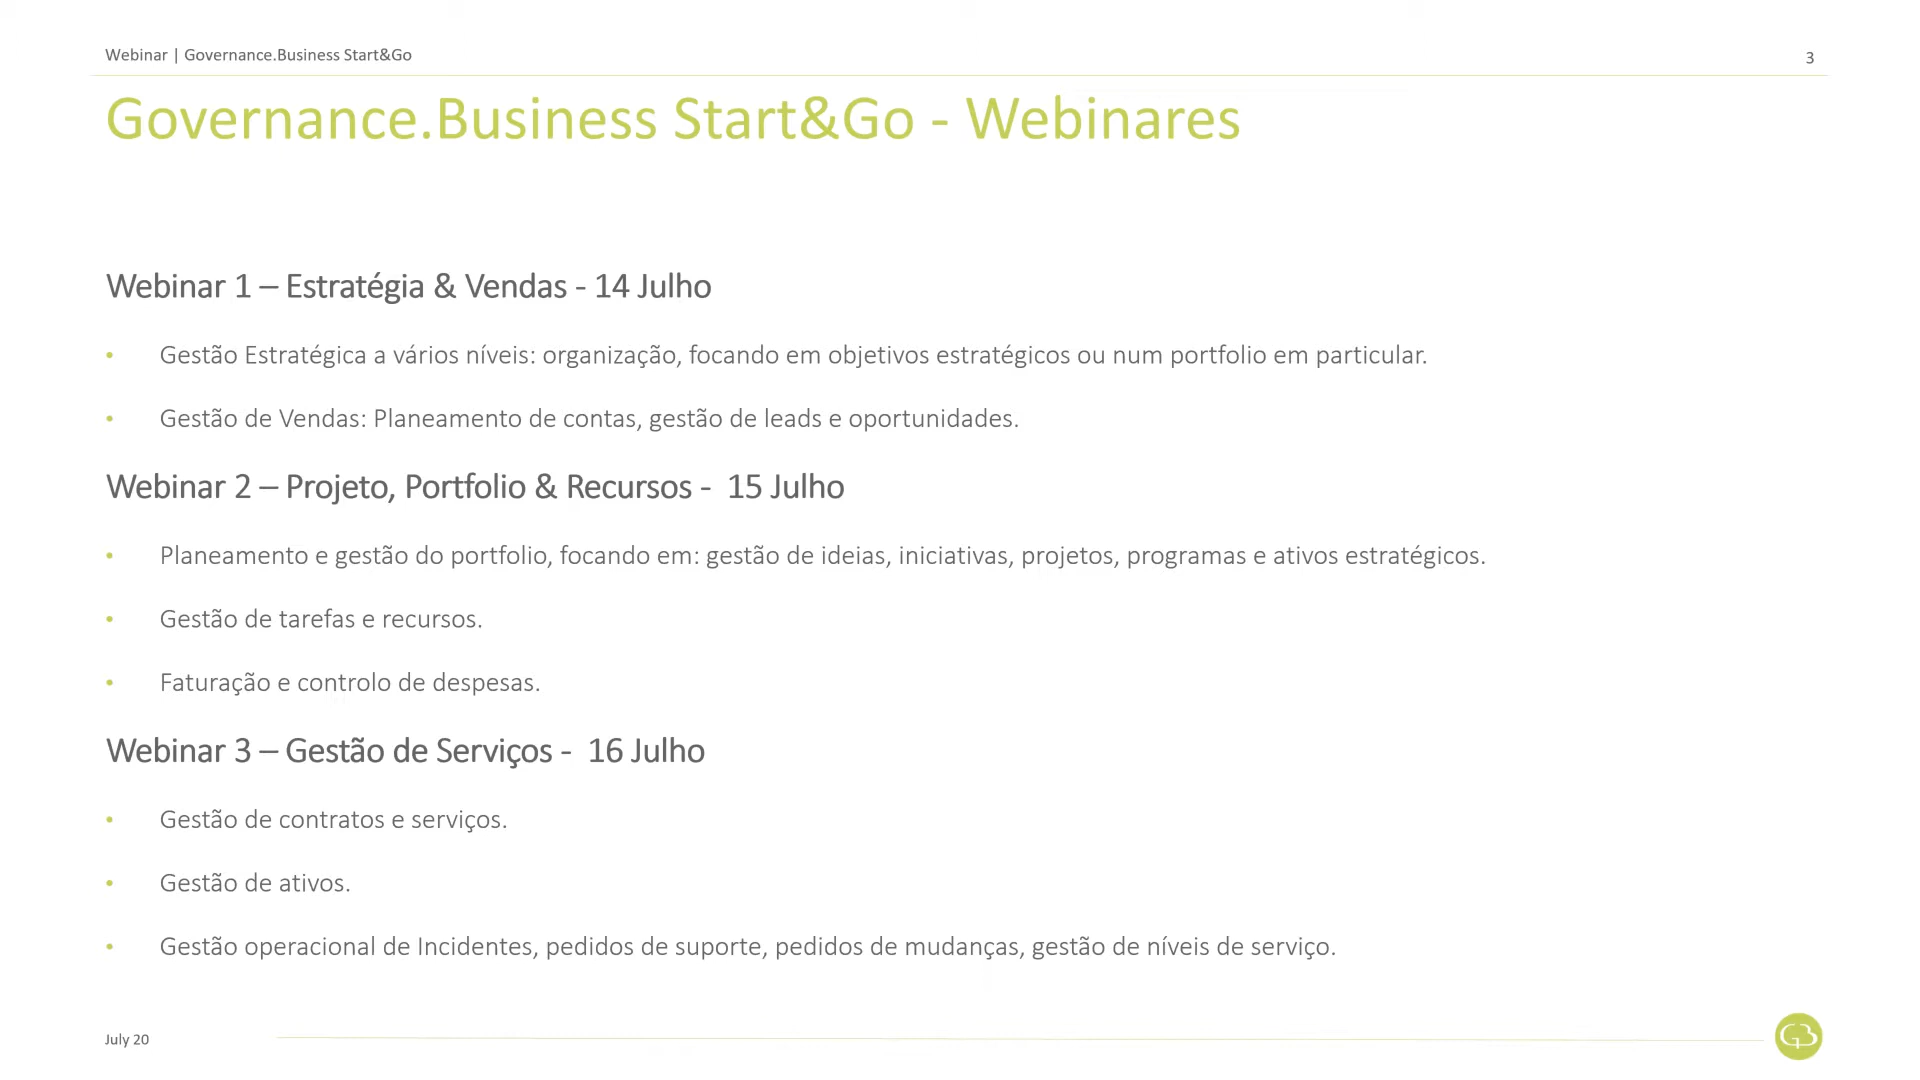 Webinar | Governance.Business Start&Go
3
Governance.Business Start&Go - Webinares
Webinar 1 – Estratégia & Vendas - 14 Julho
• Gestão Estratégica a vários níveis: organização, focando em objetivos estratégicos ou num portfolio em particular.
• Gestão de Vendas: Planeamento de contas, gestão de leads e oportunidades.
Webinar 2 – Projeto, Portfolio & Recursos - 15 Julho
• Planeamento e gestão do portfolio, focando em: gestão de ideias, iniciativas, projetos, programas e ativos estratégicos.
• Gestão de tarefas e recursos.
• Faturação e controlo de despesas.
Webinar 3 – Gestão de Serviços - 16 Julho
• Gestão de contratos e serviços.
• Gestão de ativos.
• Gestão operacional de Incidentes, pedidos de suporte, pedidos de mudanças, gestão de níveis de serviço.
July 20
GB